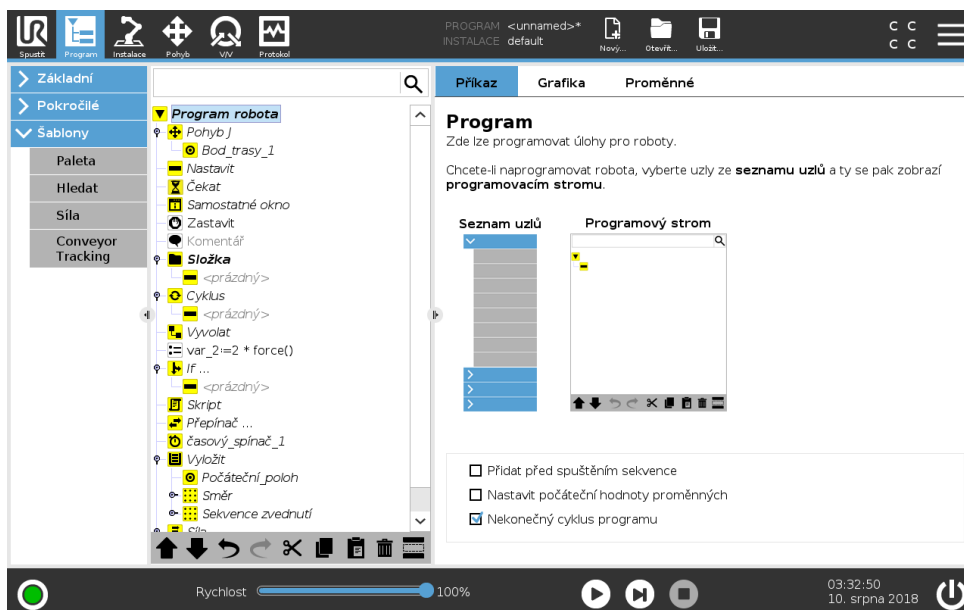 UR
PROGRAM <unnamed>*
INSTALACE default
Spustit Program Instalace Pohyb V/V Protokol
Nový... Otevřít... Uložit...
C C
C C
Základní
Pokročilé
Šablony
Paleta
Hledat
Síla
Conveyor
Tracking
Program robota
Pohyb J
Bod_trasy_1
Nastavit
Čekat
Samostatné okno
Zastavit
Komentář
Složka
<prázdný>
Cyklus
<prázdný>
Vyvolat
var_2:=2 * force()
If ...
<prázdný>
Skript
Přepínač ...
časový_spínač_1
Vyložit
Počáteční_poloh
Směr
Sekvence zvednutí
Síla
Příkaz Grafika Proměnné
Program
Zde lze programovat úlohy pro roboty.
Chcete-li naprogramovat robota, vyberte uzly ze seznamu uzlů a ty se pak zobrazí
programovacím stromu.
Seznam uzlů Programový strom
Přidat před spuštěním sekvence
Nastavit počáteční hodnoty proměnných
Nekonečný cyklus programu
Rychlost 100%
03:32:50
10. srpna 2018